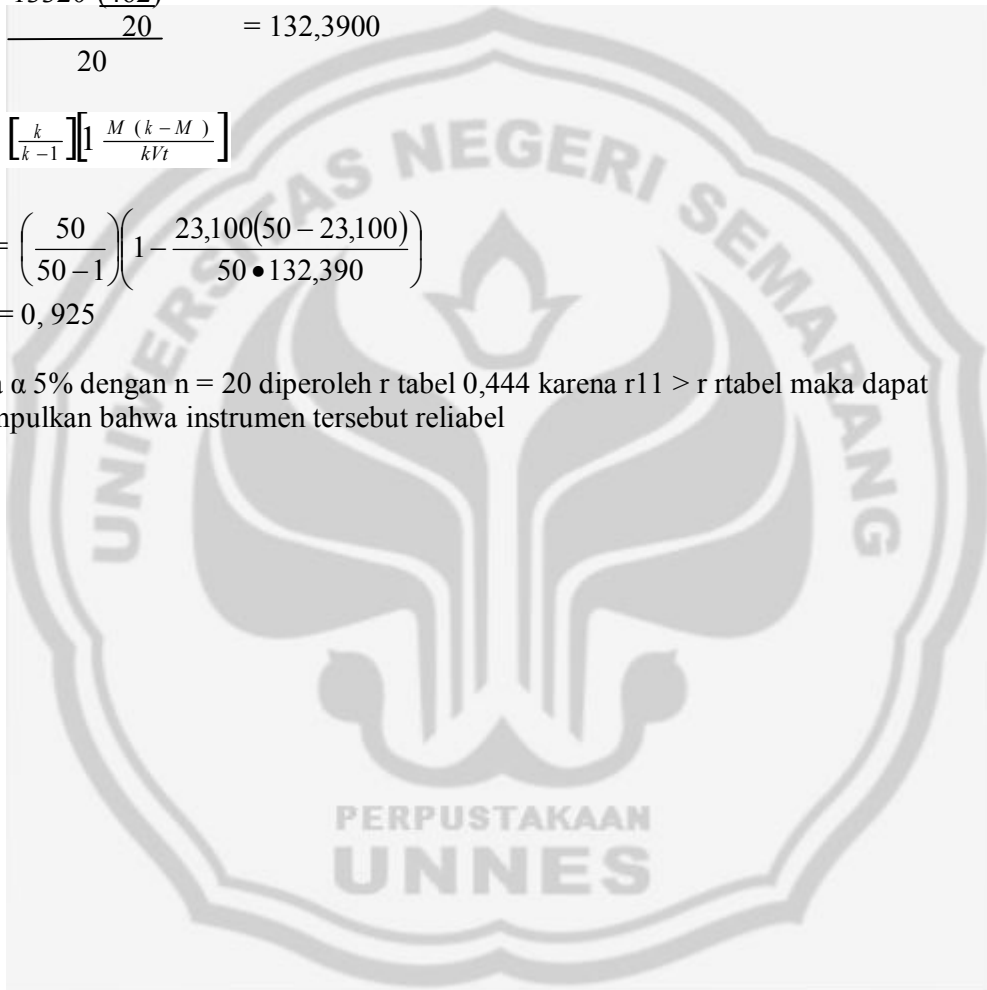 20 = 132,3900
20
[k / k – 1] [1 M ( k – M ) / kVt]
= (50 / 50 – 1)(1 – 23,100(50 – 23,100) / 50 • 132,390)
= 0, 925
α 5% dengan n = 20 diperoleh r tabel 0,444 karena r11 > r rtabel maka dapat
bahwa instrumen tersebut reliabel
UNIVERSITAS NEGERI SEMARANG
PERPUSTAKAAN
UNNES